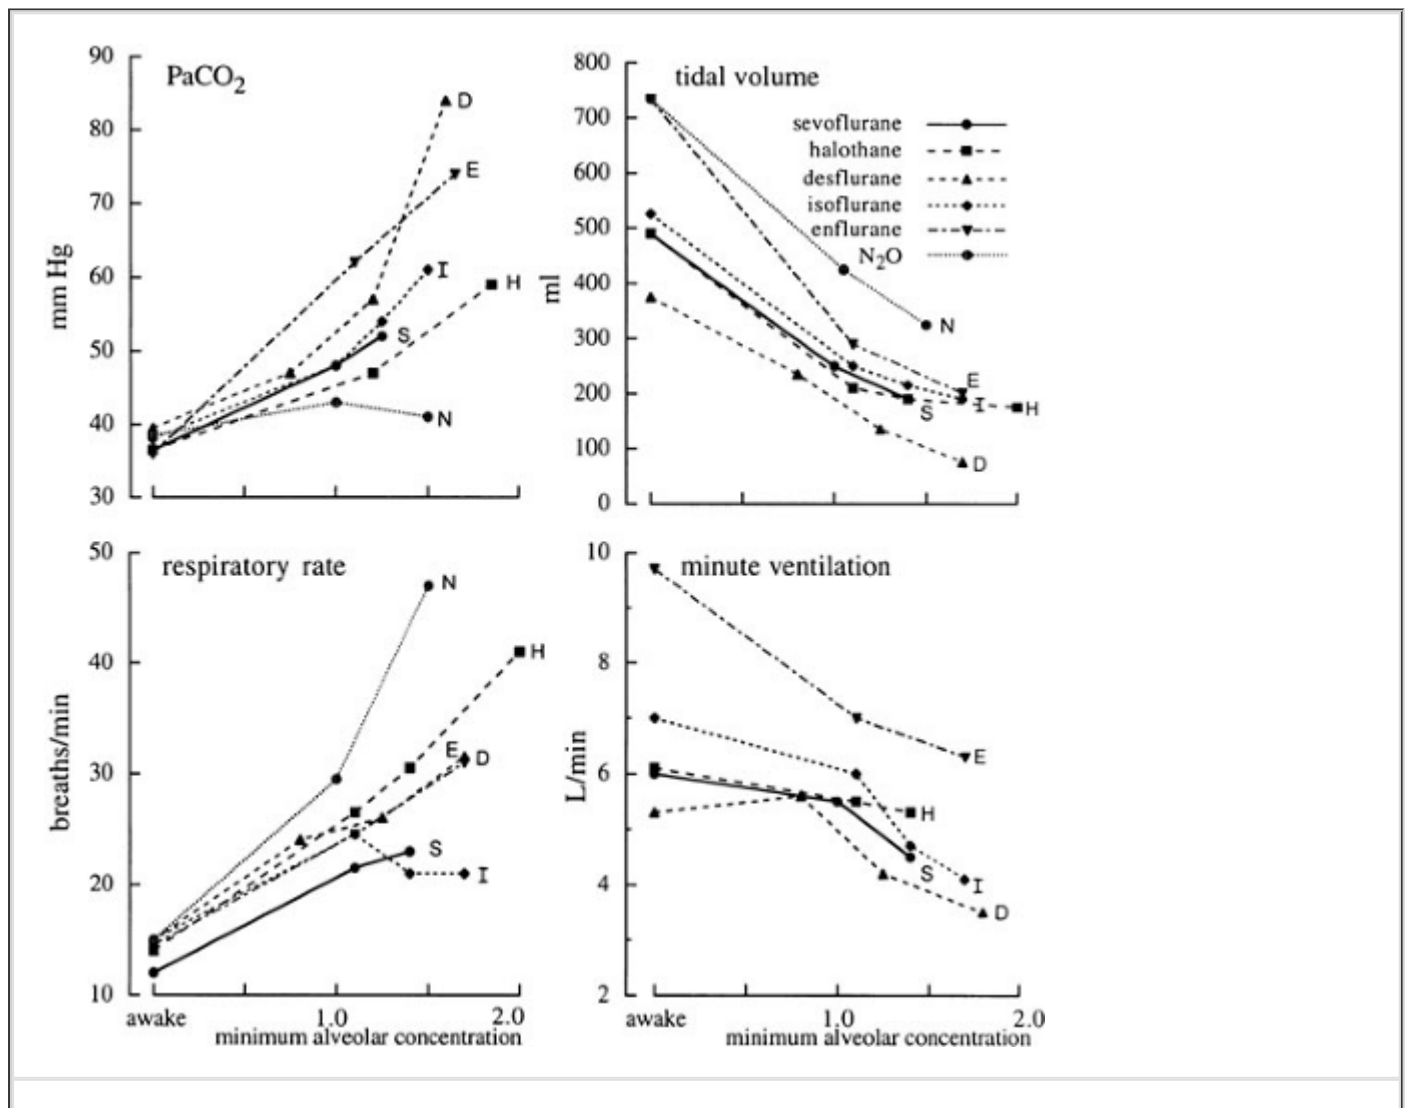 PaCO2
90
80
70
60
50
40
30
mm Hg
D
E
I
H
S
N
tidal volume
800
700
600
500
400
300
200
100
0
ml
sevoflurane
halothane
desflurane
isoflurane
enflurane
N2O
N
E
I
H
S
D
respiratory rate
50
40
30
20
10
breaths/min
N
H
E
D
S
I
awake
1.0
2.0
minimum alveolar concentration
minute ventilation
10
8
6
4
2
L/min
E
H
S
I
D
awake
1.0
2.0
minimum alveolar concentration